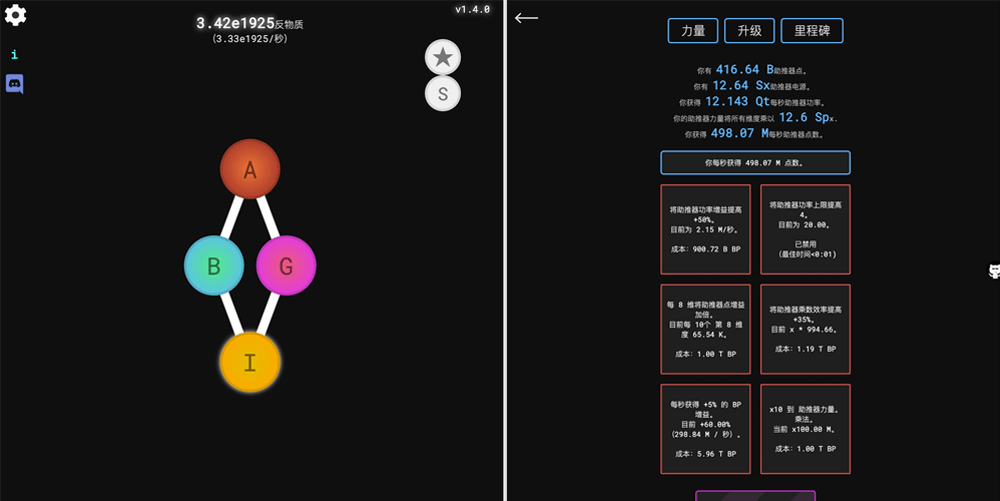 v1.4.0
3.42e1925反物质
(3.33e1925/秒)
i
S
A
B
G
I
力量
升级
里程碑
你有 416.64 B助推器点。
你有 12.64 Sx助推器电源。
你获得 12.143 Qt每秒助推器功率。
你的助推器力量将所有维度乘以 12.6 Spx.
你获得 498.07 M每秒助推器点数。
你每秒获得 498.07 M 点数。
将助推器功率增益提高
+50%。
目前为 2.15 M/秒。
成本: 900.72 B BP
将助推器功率上限提高
4。
目前为 20.00。
已禁用
(最佳时间<0:01)
每 8 维将助推器点增益
加倍。
目前每 10个 第 8 维
度 65.54 K。
成本: 1.00 T BP
将助推器乘数效率提高
+35%。
目前 x * 994.66。
成本: 1.19 T BP
每秒获得 +5% 的 BP
增益。
目前 +60.00%
(298.84 M / 秒) 。
成本: 5.96 T BP
x10 到 助推器力量。
乘法。
当前 x100.00 M。
成本: 1.00 T BP